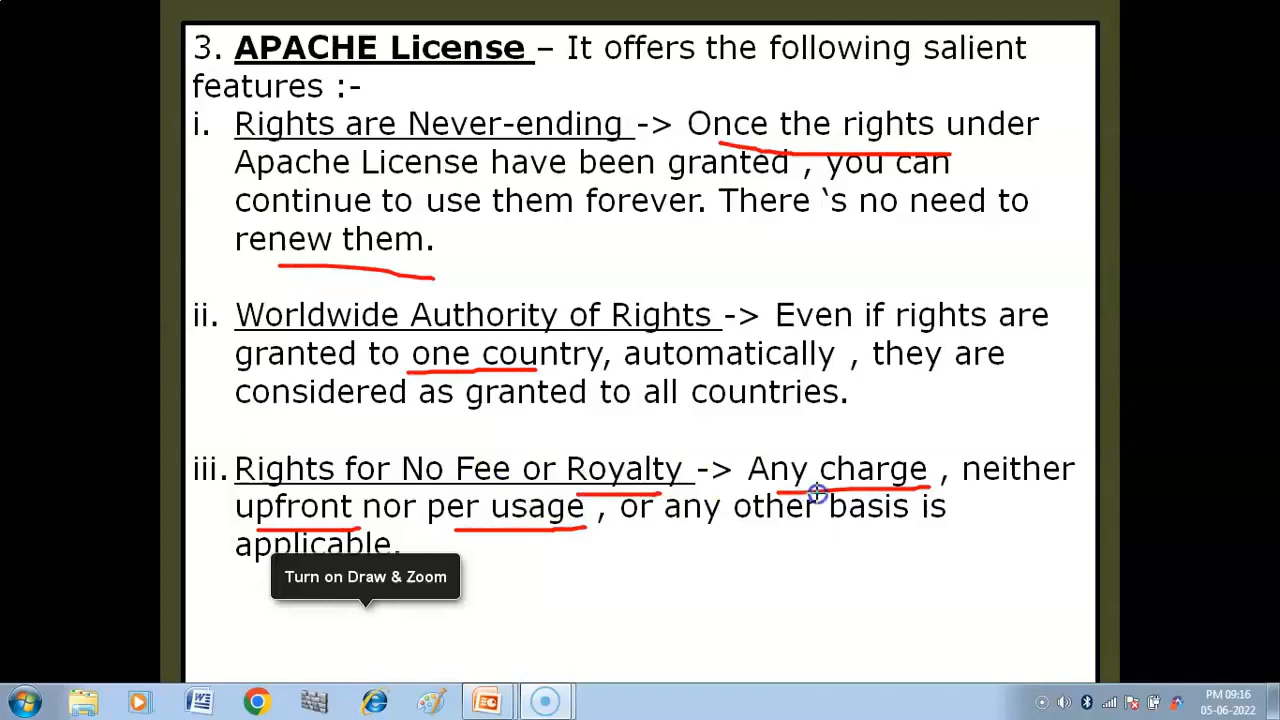 3. APACHE License – It offers the following salient
features :-
i. Rights are Never-ending -> Once the rights under
Apache License have been granted , you can
continue to use them forever. There ‘s no need to
renew them.
ii. Worldwide Authority of Rights -> Even if rights are
granted to one country, automatically , they are
considered as granted to all countries.
iii. Rights for No Fee or Royalty -> Any charge , neither
upfront nor per usage , or any other basis is
applicable.
Turn on Draw & Zoom
PM 09:16
05-06-2022